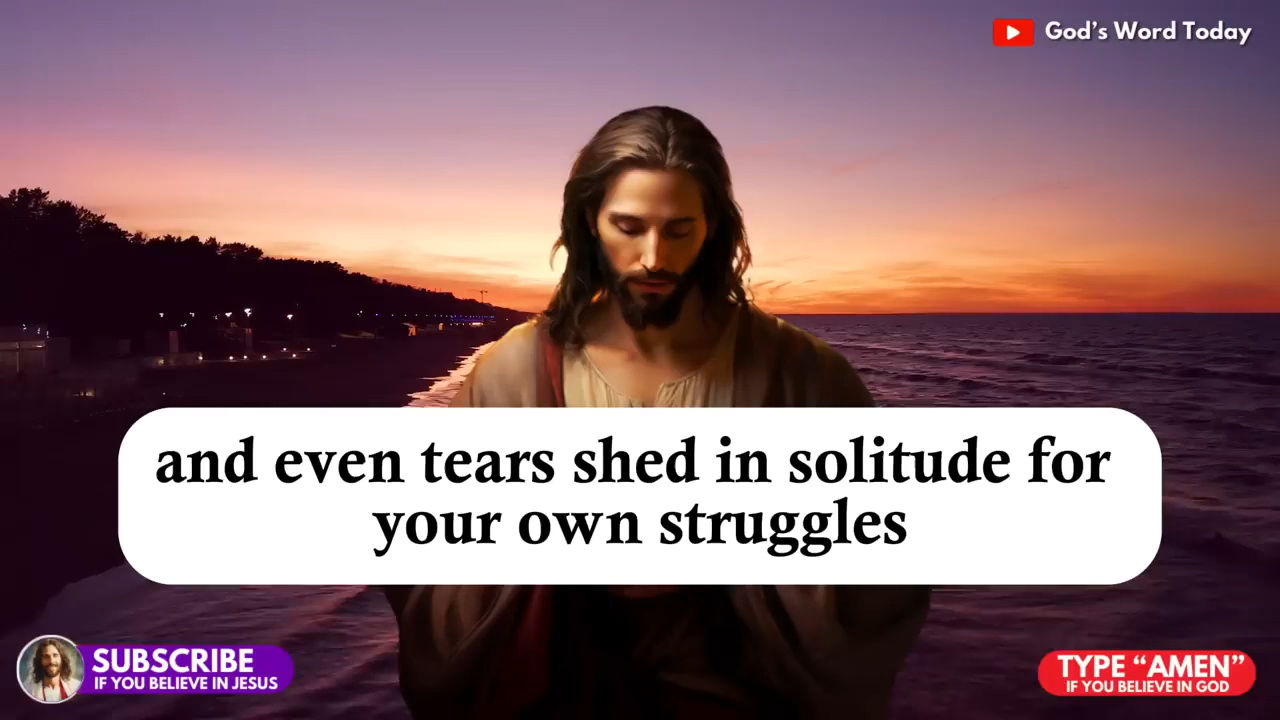 God's Word Today
and even tears shed in solitude for
your own struggles
SUBSCRIBE
IF YOU BELIEVE IN JESUS
TYPE “AMEN”
IF YOU BELIEVE IN GOD